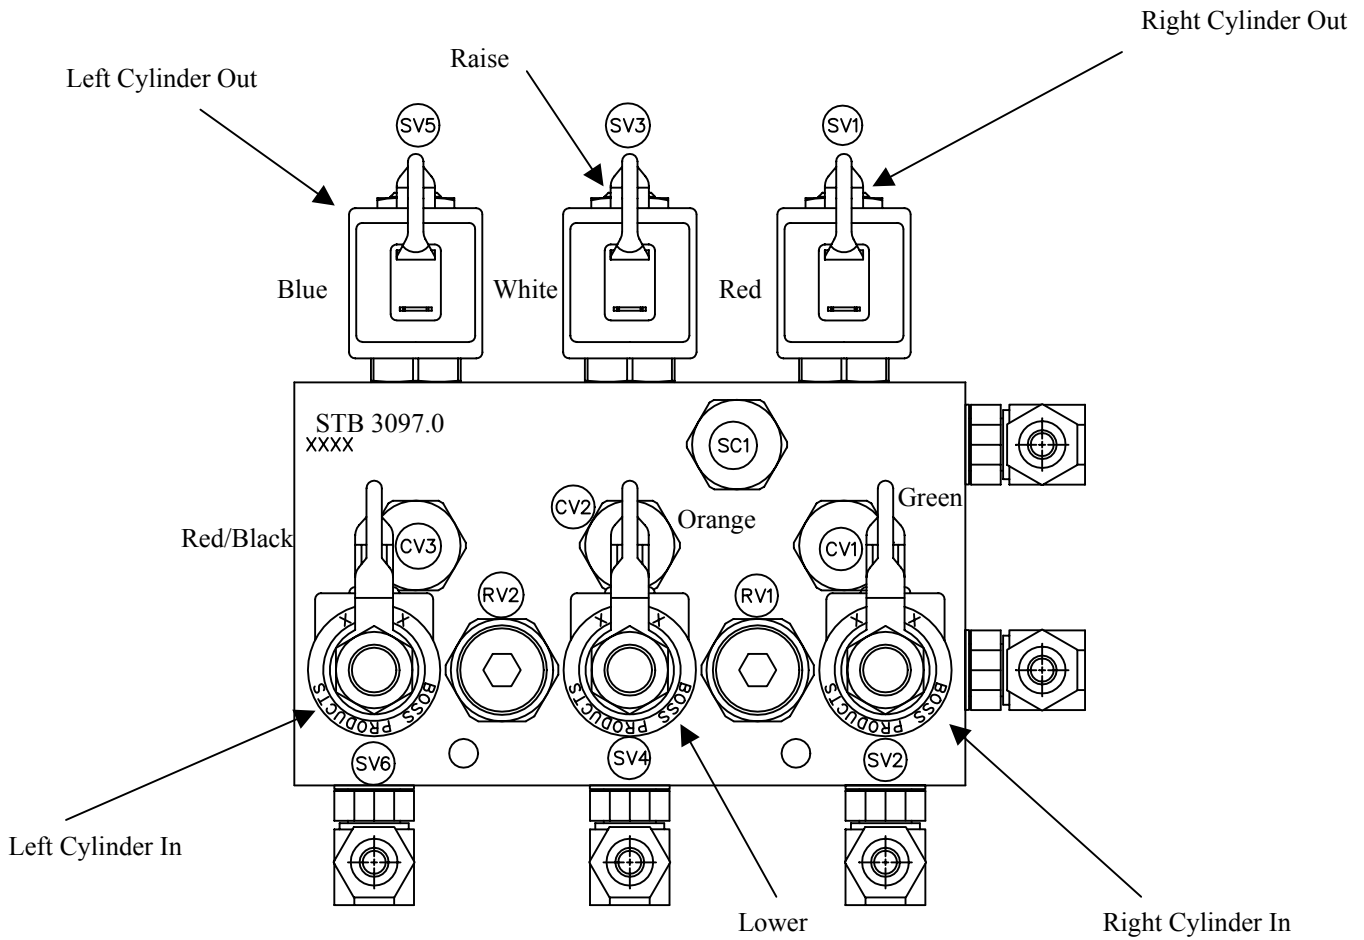 Right Cylinder Out
Raise
Left Cylinder Out
SV5
SV3
SV1
Blue
White
Red
STB 3097.0
XXXX
SC1
Green
CV2
Orange
Red/Black
CV3
CV1
RV2
RV1
X X
X X
X X
BOSS PRODUCTS
BOSS PRODUCTS
BOSS PRODUCTS
SV6
SV4
SV2
Left Cylinder In
Lower
Right Cylinder In